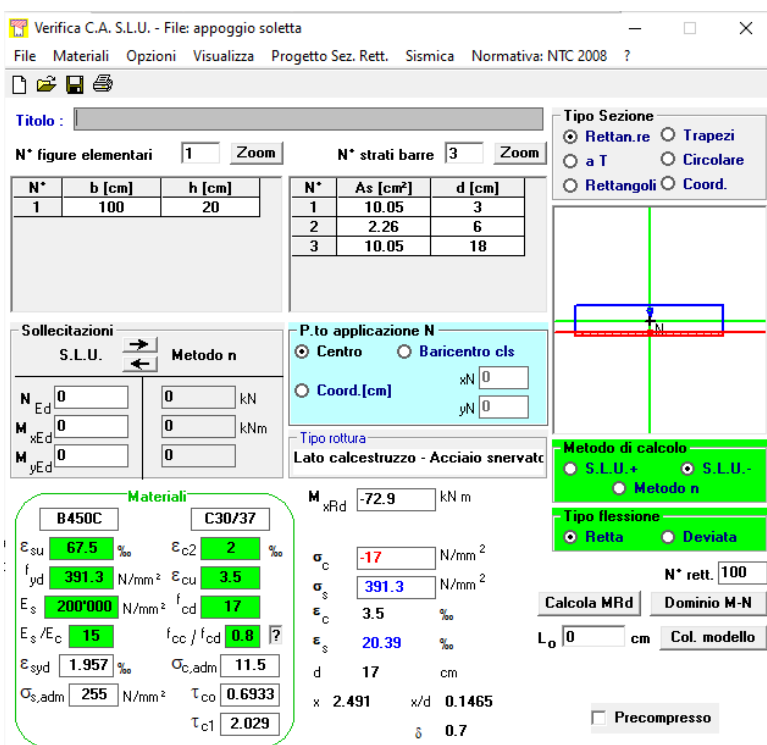 Verifica C.A. S.L.U. - File: appoggio soletta
File Materiali Opzioni Visualizza Progetto Sez. Rett. Sismica Normativa: NTC 2008 ?
Titolo :
N° figure elementari 1 Zoom
N° strati barre 3 Zoom
N° b [cm] h [cm]
1 100 20
N° As [cm²] d [cm]
1 10.05 3
2 2.26 6
3 10.05 18
Tipo Sezione
Rettan.re Trapezi
a T Circolare
Rettangoli Coord.
N
Sollecitazioni
S.L.U. Metodo n
N Ed 0 0 kN
M xEd 0 0 kNm
M yEd 0 0
P.to applicazione N
Centro Baricentro cls
Coord.[cm] xN 0
yN 0
Tipo rottura
Lato calcestruzzo - Acciaio snervato
Metodo di calcolo
S.L.U.+ S.L.U.-
Metodo n
Tipo flessione
Retta Deviata
N° rett. 100
Calcola MRd Dominio M-N
L₀ 0 cm Col. modello
Precompresso
Materiali
B450C C30/37
εsu 67.5 ‰ εc2 2 ‰
fyd 391.3 N/mm² εcu 3.5
Es 200'000 N/mm² fcd 17
Es/Ec 15 fcc / fcd 0.8 ?
εsyd 1.957 ‰ σc,adm 11.5
σs,adm 255 N/mm² τco 0.6933
τc1 2.029
M xRd -72.9 kN m
σc -17 N/mm²
σs 391.3 N/mm²
εc 3.5 ‰
εs 20.39 ‰
d 17 cm
x 2.491 x/d 0.1465
δ 0.7